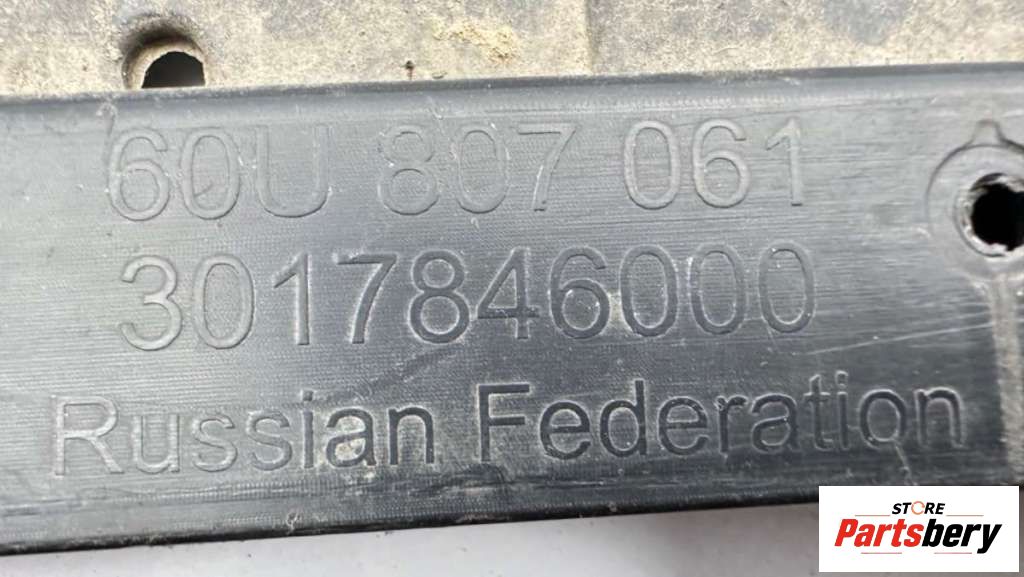 60U 807 061
3017846000
Russian Federation
STORE
Partsbery